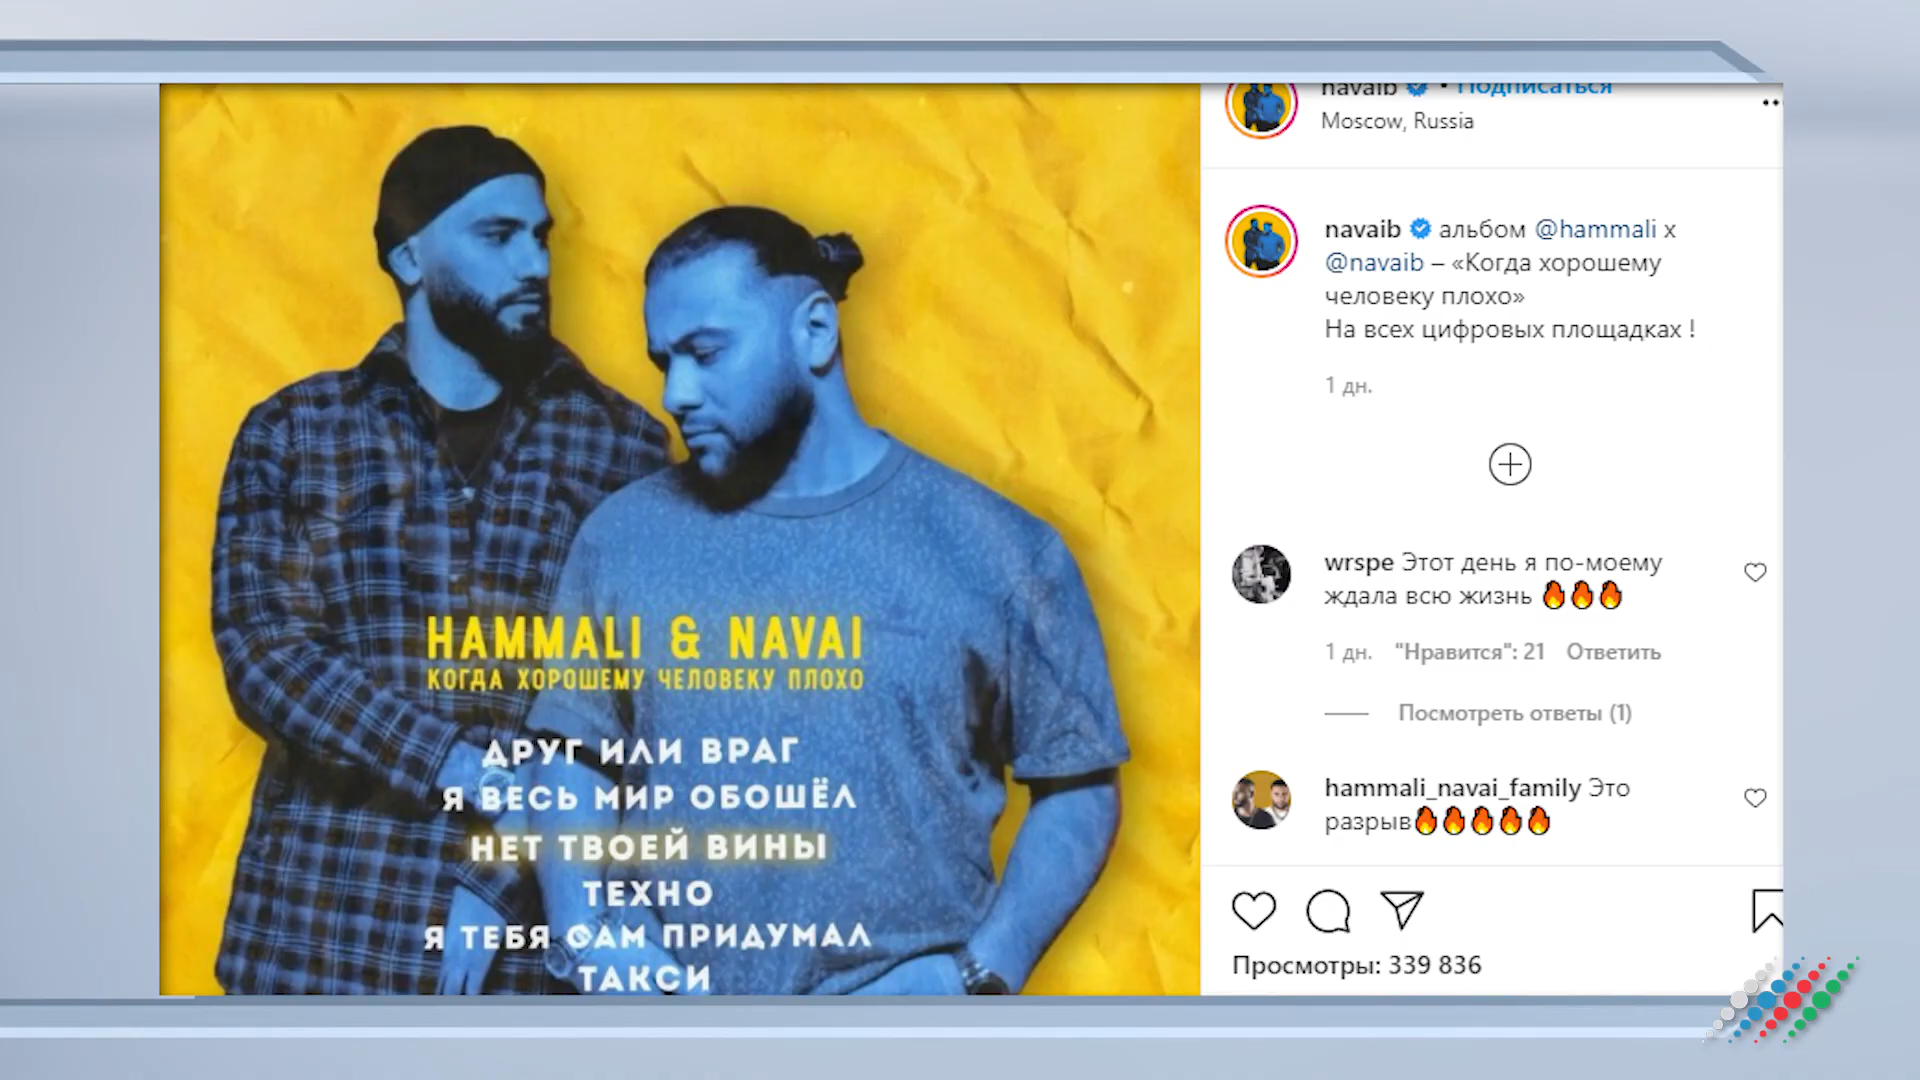 HAMMALI & NAVAI
КОГДА ХОРОШЕМУ ЧЕЛОВЕКУ ПЛОХО
ДРУГ ИЛИ ВРАГ
Я ВЕСЬ МИР ОБОШЁЛ
НЕТ ТВОЕЙ ВИНЫ
ТЕХНО
Я ТЕБЯ САМ ПРИДУМАЛ
ТАКСИ
navaib • Подписаться
Moscow, Russia
navaib альбом @hammali x
@navaib – «Когда хорошему
человеку плохо»
На всех цифровых площадках !
1 дн.
wrspe Этот день я по-моему
ждала всю жизнь 🔥🔥🔥
1 дн. "Нравится": 21 Ответить
Посмотреть ответы (1)
hammali_navai_family Это
разрыв🔥🔥🔥🔥🔥
Просмотры: 339 836